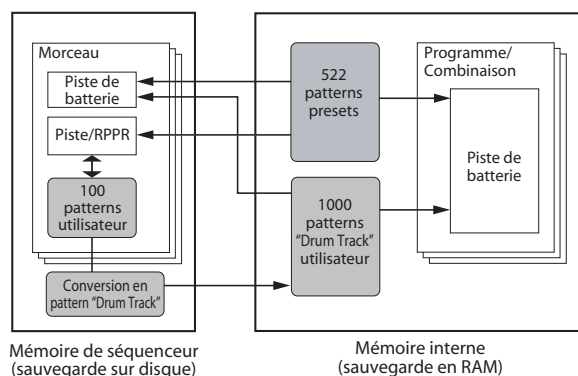 Morceau
Piste de
batterie
Piste/RPPR
100
patterns
utilisateur
Conversion en
pattern “Drum Track”
Mémoire de séquenceur
(sauvegarde sur disque)
522
patterns
presets
1000
patterns
“Drum Track”
utilisateur
Programme/
Combinaison
Piste de
batterie
Mémoire interne
(sauvegarde en RAM)